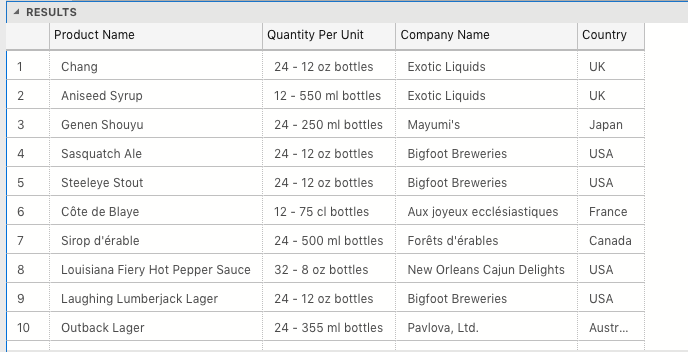 RESULTS
Product Name Quantity Per Unit Company Name Country
1 Chang 24 - 12 oz bottles Exotic Liquids UK
2 Aniseed Syrup 12 - 550 ml bottles Exotic Liquids UK
3 Genen Shouyu 24 - 250 ml bottles Mayumi's Japan
4 Sasquatch Ale 24 - 12 oz bottles Bigfoot Breweries USA
5 Steeleye Stout 24 - 12 oz bottles Bigfoot Breweries USA
6 Côte de Blaye 12 - 75 cl bottles Aux joyeux ecclésiastiques France
7 Sirop d'érable 24 - 500 ml bottles Forêts d'érables Canada
8 Louisiana Fiery Hot Pepper Sauce 32 - 8 oz bottles New Orleans Cajun Delights USA
9 Laughing Lumberjack Lager 24 - 12 oz bottles Bigfoot Breweries USA
10 Outback Lager 24 - 355 ml bottles Pavlova, Ltd. Austr...